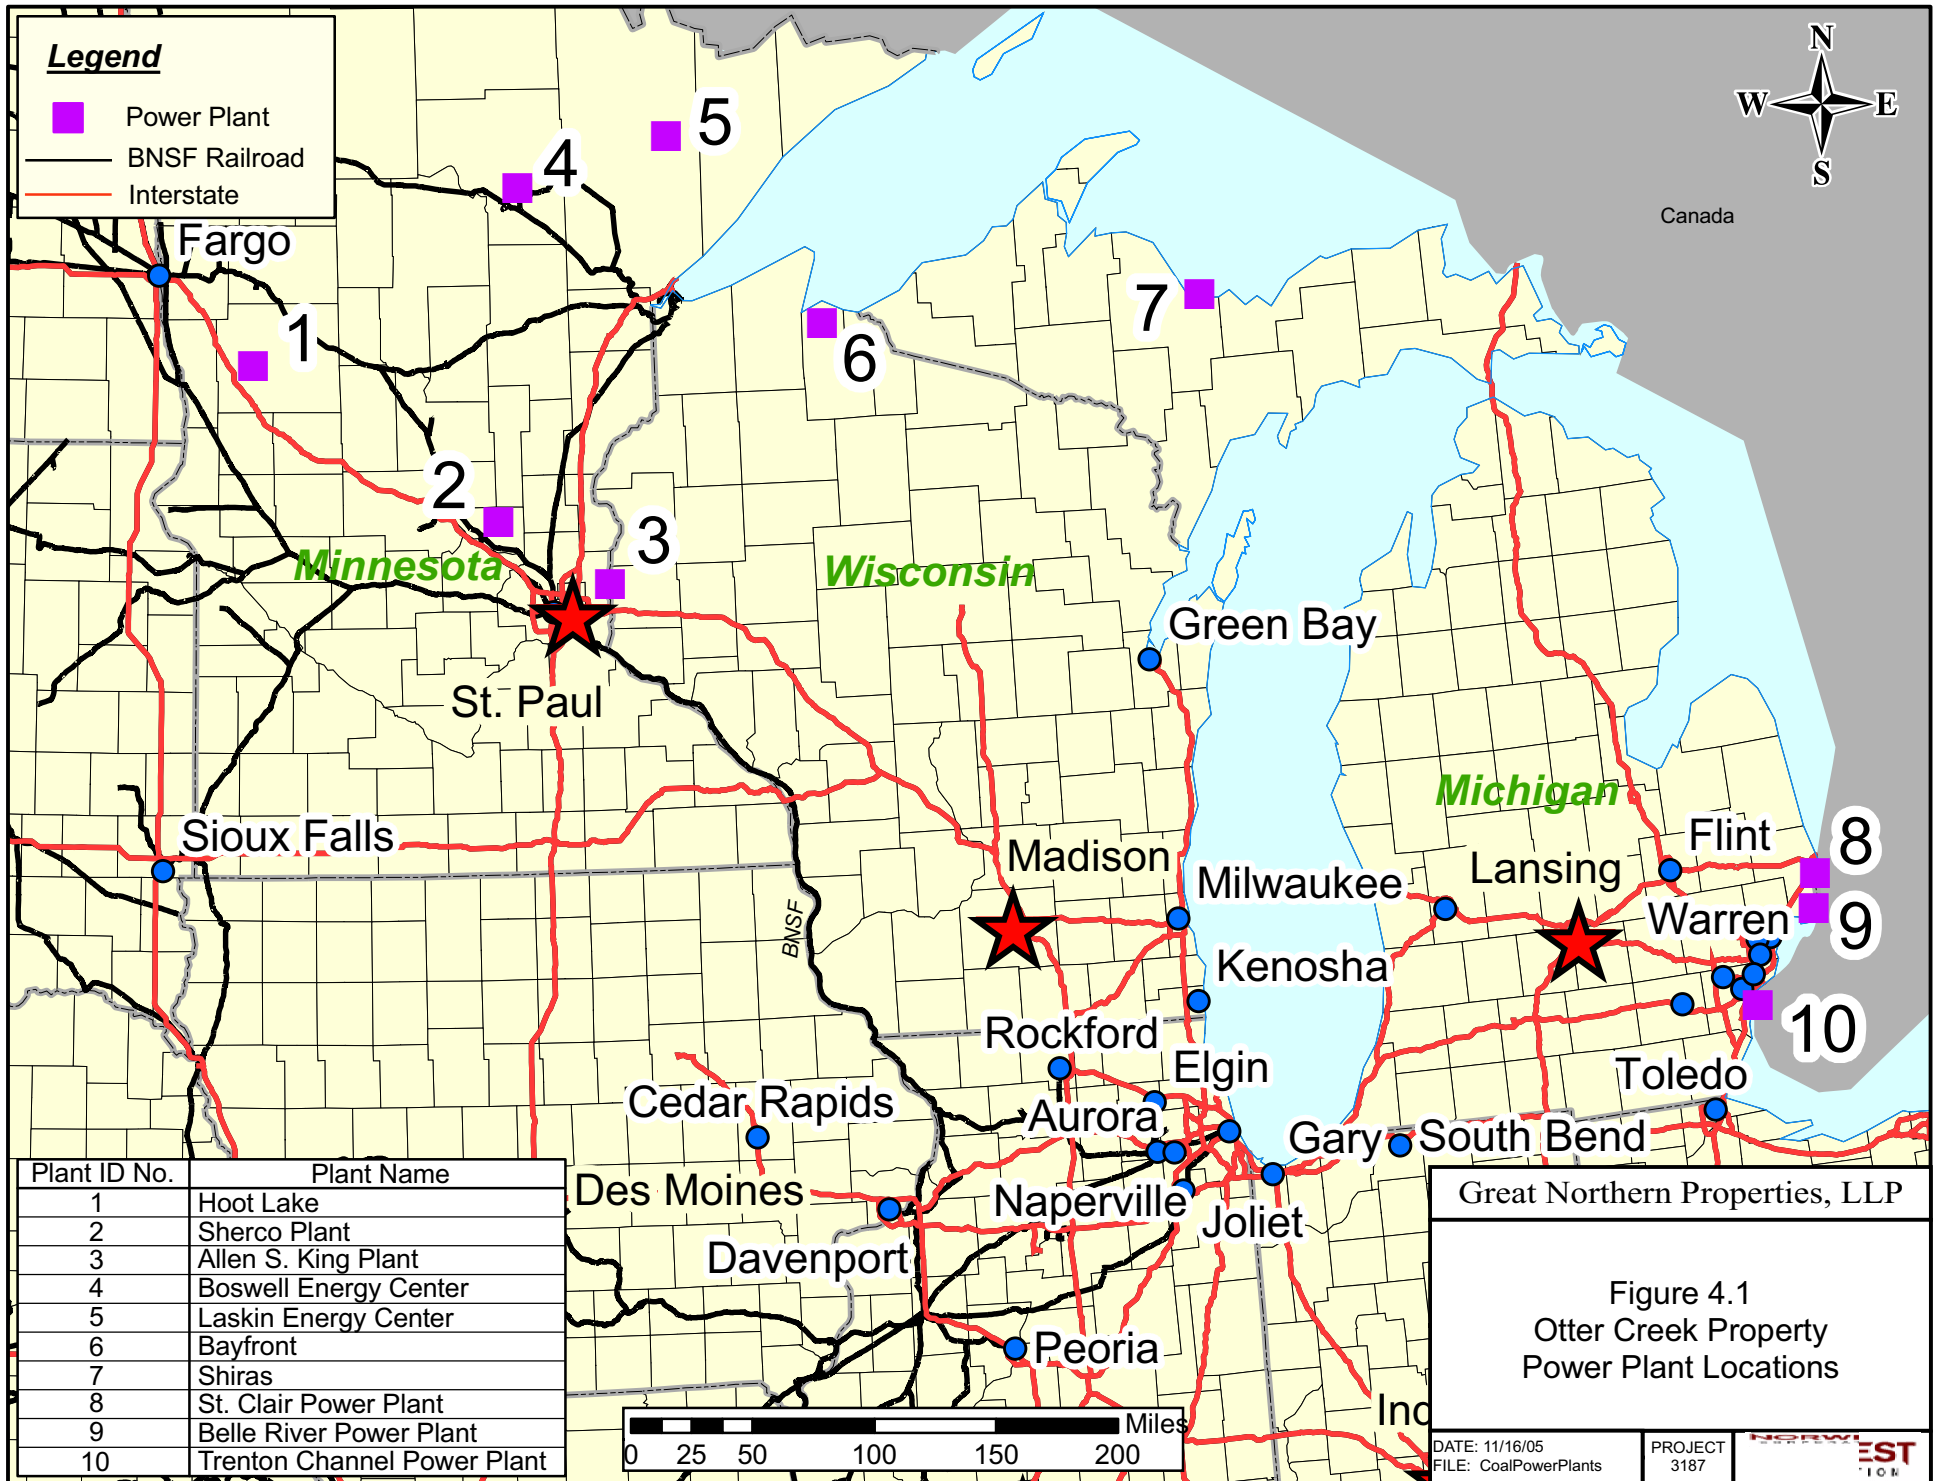 Legend
Power Plant
BNSF Railroad
Interstate
N
W E
S
Canada
5
4
Fargo
1
7
6
2
3
Minnesota
Wisconsin
Green Bay
St. Paul
Michigan
Sioux Falls
Flint
8
Madison
Lansing
Milwaukee
Warren
9
BNSF
Kenosha
Rockford
10
Elgin
Toledo
Cedar Rapids
Aurora
Gary
South Bend
Des Moines
Naperville
Joliet
Davenport
Peoria
Ind
Plant ID No. Plant Name
1 Hoot Lake
2 Sherco Plant
3 Allen S. King Plant
4 Boswell Energy Center
5 Laskin Energy Center
6 Bayfront
7 Shiras
8 St. Clair Power Plant
9 Belle River Power Plant
10 Trenton Channel Power Plant
Miles
0 25 50 100 150 200
Great Northern Properties, LLP
Figure 4.1
Otter Creek Property
Power Plant Locations
DATE: 11/16/05
FILE: CoalPowerPlants
PROJECT
3187